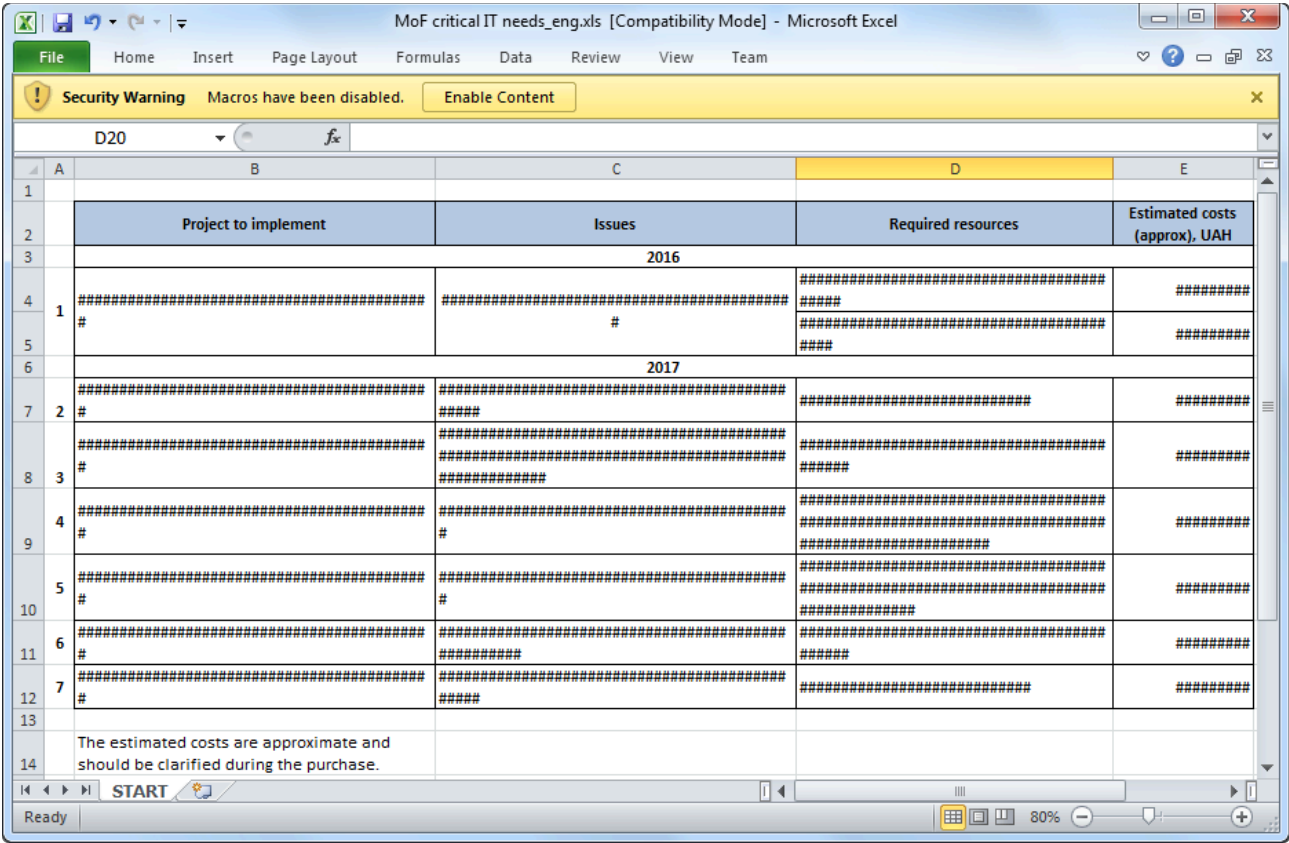 MoF critical IT needs_eng.xls [Compatibility Mode] - Microsoft Excel
File Home Insert Page Layout Formulas Data Review View Team
Security Warning Macros have been disabled. Enable Content
D20 fx
A B C D E
1
2 Project to implement Issues Required resources Estimated costs
(approx), UAH
3 2016
4 1 ##########################################
#
##########################################
#
#####################################
#####
#########
5 #####################################
####
#########
6 2017
7 2 ##########################################
#
##########################################
#####
############################
#########
8 3 ##########################################
#
##########################################
##########################################
#############
#####################################
######
#########
9 4 ##########################################
#
##########################################
#
#####################################
#####################################
#######################
#########
10 5 ##########################################
#
##########################################
#
#####################################
#####################################
##############
#########
11 6 ##########################################
#
##########################################
##########
#####################################
######
#########
12 7 ##########################################
#
##########################################
#####
############################
#########
13
14 The estimated costs are approximate and
should be clarified during the purchase.
START
Ready 80%